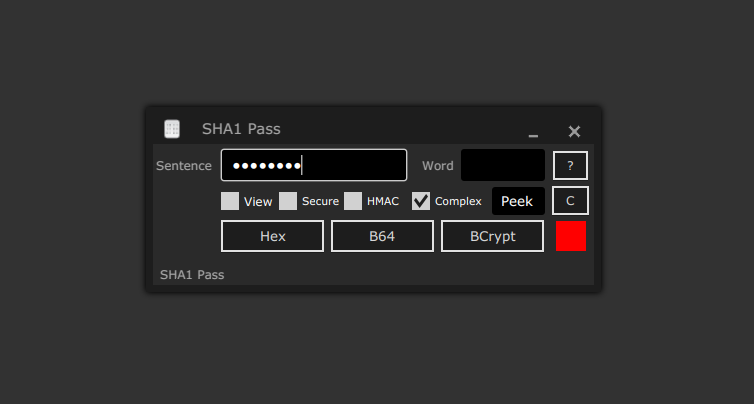 SHA1 Pass
Sentence ●●●●●●●● Word ?
View Secure HMAC Complex Peek C
Hex B64 BCrypt
SHA1 Pass